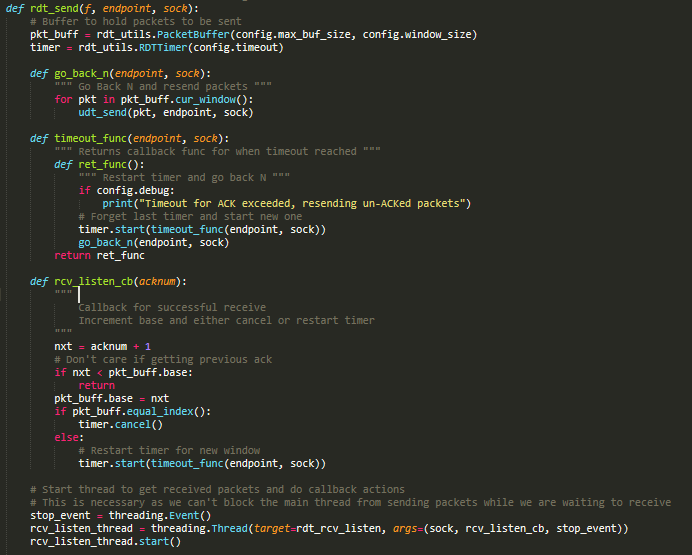 def rdt_send(f, endpoint, sock):
    # Buffer to hold packets to be sent
    pkt_buff = rdt_utils.PacketBuffer(config.max_buf_size, config.window_size)
    timer = rdt_utils.RDTTimer(config.timeout)

    def go_back_n(endpoint, sock):
        """ Go Back N and resend packets """
        for pkt in pkt_buff.cur_window():
            udt_send(pkt, endpoint, sock)

    def timeout_func(endpoint, sock):
        """ Returns callback func for when timeout reached """
        def ret_func():
            """ Restart timer and go back N """
            if config.debug:
                print("Timeout for ACK exceeded, resending un-ACKed packets")
            # Forget last timer and start new one
            timer.start(timeout_func(endpoint, sock))
            go_back_n(endpoint, sock)
        return ret_func

    def rcv_listen_cb(acknum):
        """
            Callback for successful receive
            Increment base and either cancel or restart timer
        """
        nxt = acknum + 1
        # Don't care if getting previous ack
        if nxt < pkt_buff.base:
            return
        pkt_buff.base = nxt
        if pkt_buff.equal_index():
            timer.cancel()
        else:
            # Restart timer for new window
            timer.start(timeout_func(endpoint, sock))

    # Start thread to get received packets and do callback actions
    # This is necessary as we can't block the main thread from sending packets while we are waiting to receive
    stop_event = threading.Event()
    rcv_listen_thread = threading.Thread(target=rdt_rcv_listen, args=(sock, rcv_listen_cb, stop_event))
    rcv_listen_thread.start()